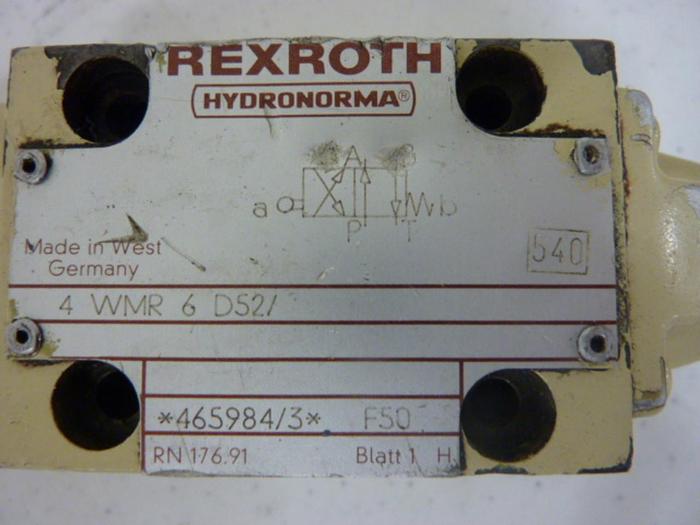 REXROTH
HYDRONORMA®
A B
a b
P T
Made in West
Germany
540
4 WMR 6 D52/
*465984/3* F50
RN 176.91 Blatt 1 H